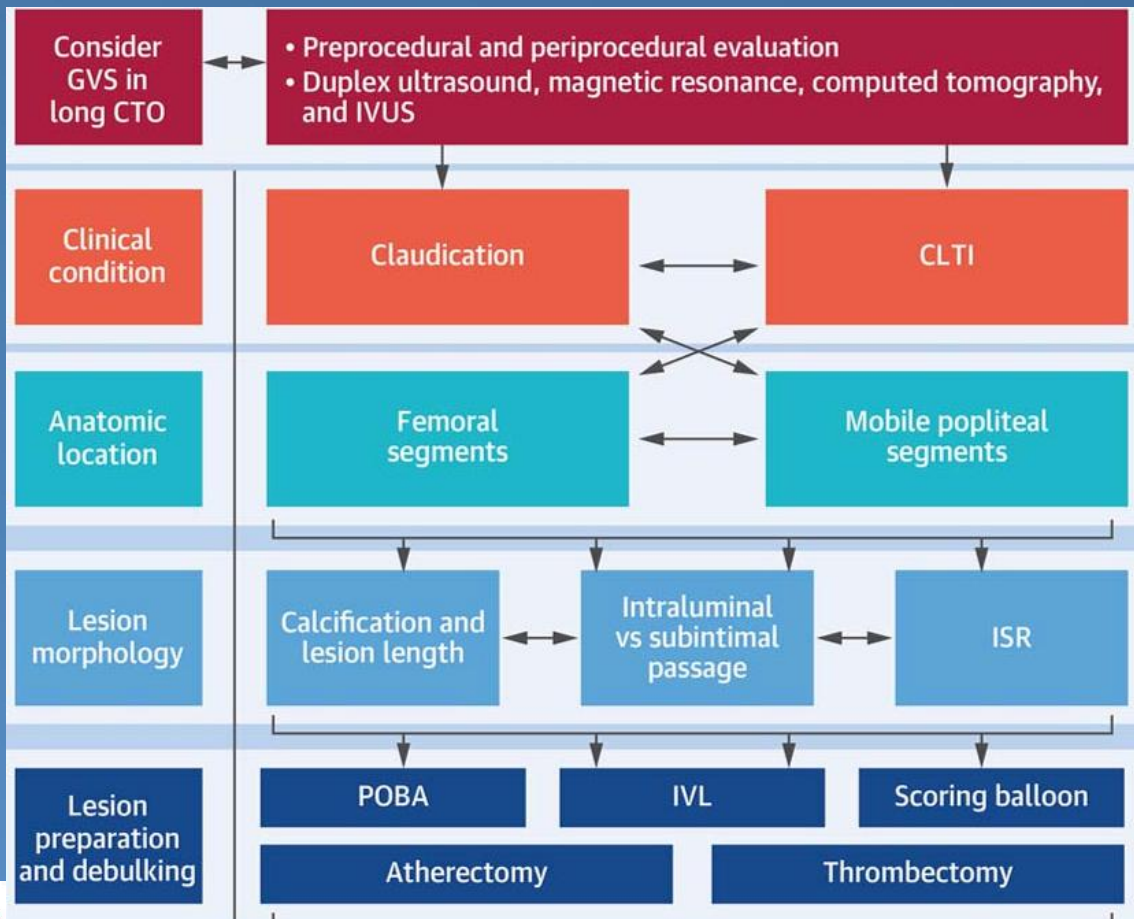 Consider
GVS in
long CTO
• Preprocedural and periprocedural evaluation
• Duplex ultrasound, magnetic resonance, computed tomography,
and IVUS
Clinical
condition
Claudication
CLTI
Anatomic
location
Femoral
segments
Mobile popliteal
segments
Lesion
morphology
Calcification and
lesion length
Intraluminal
vs subintimal
passage
ISR
Lesion
preparation
and debulking
POBA
IVL
Scoring balloon
Atherectomy
Thrombectomy